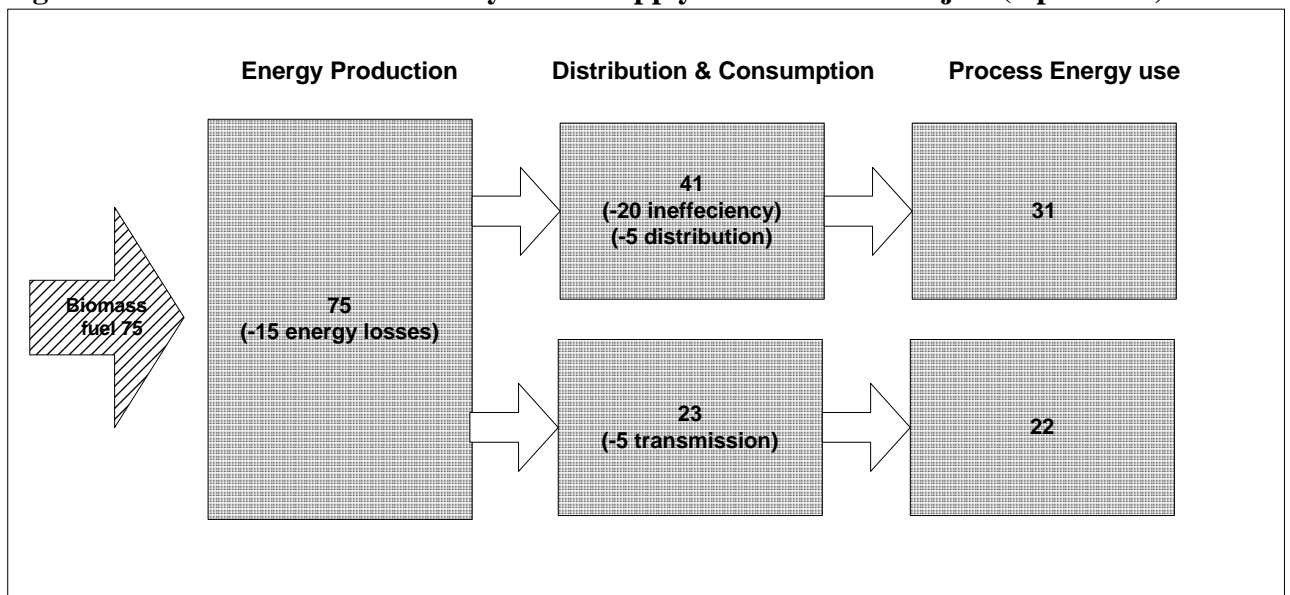 Energy Production
Distribution & Consumption
Process Energy use
Biomass
fuel 75
75
(-15 energy losses)
41
(-20 ineffeciency)
(-5 distribution)
31
23
(-5 transmission)
22